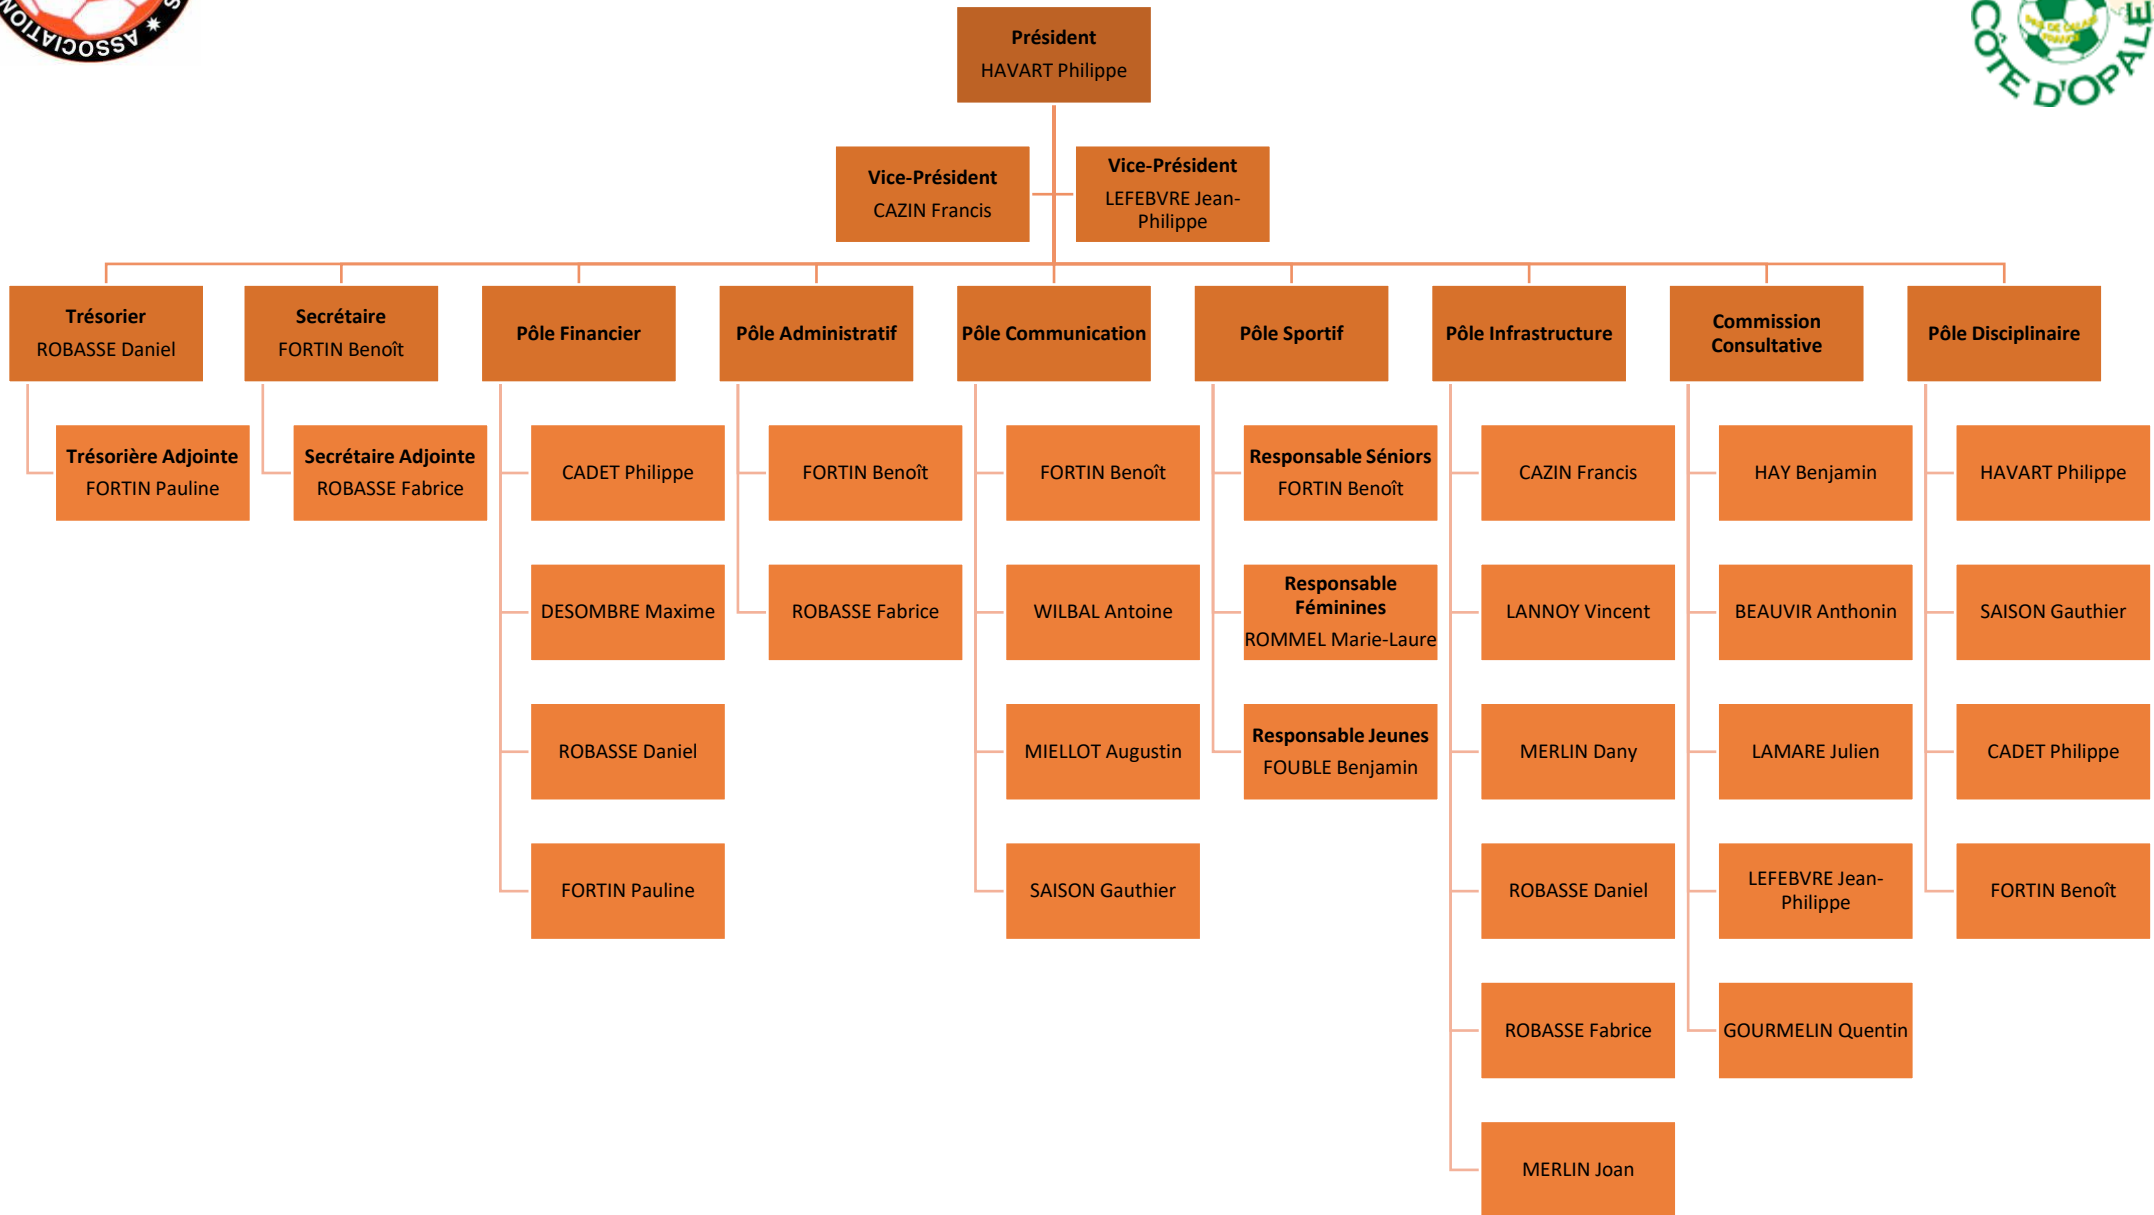 ASSOCIATION
CÔTE D'OPALE
PAS DE CALAIS
FRANCE
Président
HAVART Philippe
Vice-Président
CAZIN Francis
Vice-Président
LEFEBVRE Jean-
Philippe
Trésorier
ROBASSE Daniel
Secrétaire
FORTIN Benoît
Pôle Financier
Pôle Administratif
Pôle Communication
Pôle Sportif
Pôle Infrastructure
Commission
Consultative
Pôle Disciplinaire
Trésorière Adjointe
FORTIN Pauline
Secrétaire Adjointe
ROBASSE Fabrice
CADET Philippe
FORTIN Benoît
FORTIN Benoît
Responsable Séniors
FORTIN Benoît
CAZIN Francis
HAY Benjamin
HAVART Philippe
DESOMBRE Maxime
ROBASSE Fabrice
WILBAL Antoine
Responsable
Féminines
ROMMEL Marie-Laure
LANNOY Vincent
BEAUVIR Anthonin
SAISON Gauthier
ROBASSE Daniel
MIELLOT Augustin
Responsable Jeunes
FOUBLE Benjamin
MERLIN Dany
LAMARE Julien
CADET Philippe
FORTIN Pauline
SAISON Gauthier
ROBASSE Daniel
LEFEBVRE Jean-
Philippe
FORTIN Benoît
ROBASSE Fabrice
GOURMELIN Quentin
MERLIN Joan